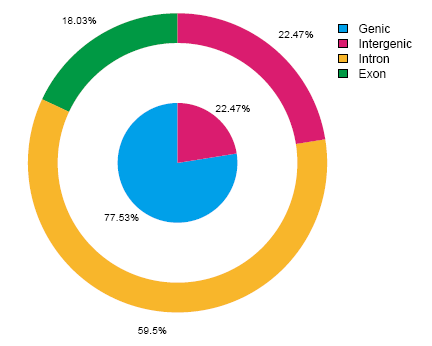 18.03%
22.47%
Genic
Intergenic
Intron
Exon
22.47%
77.53%
59.5%